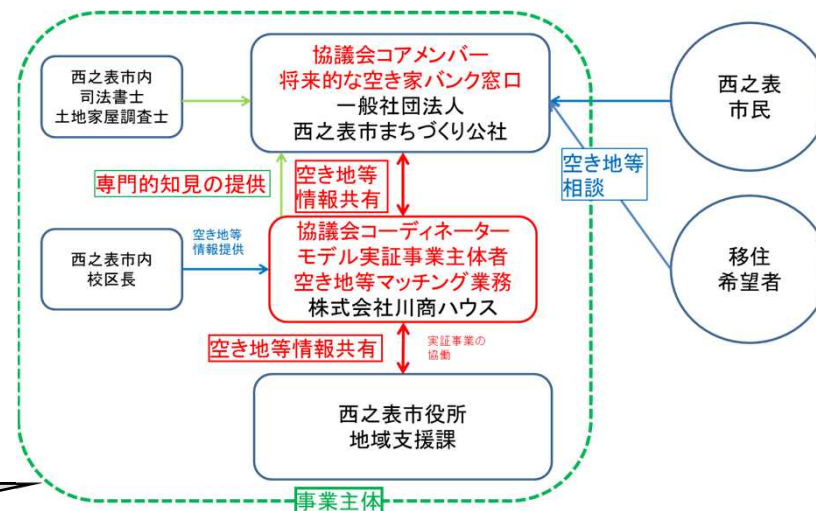 協議会コアメンバー
将来的な空き家バンク窓口
一般社団法人
西之表市まちづくり公社
西之表市内
司法書士
土地家屋調査士
西之表
市民
専門的知見の提供
空き地等
情報共有
空き地等
相談
西之表市内
校区長
空き地等
情報提供
協議会コーディネーター
モデル実証事業主体者
空き地等マッチング業務
株式会社川商ハウス
移住
希望者
空き地等情報共有
実証事業の
協働
西之表市役所
地域支援課
事業主体